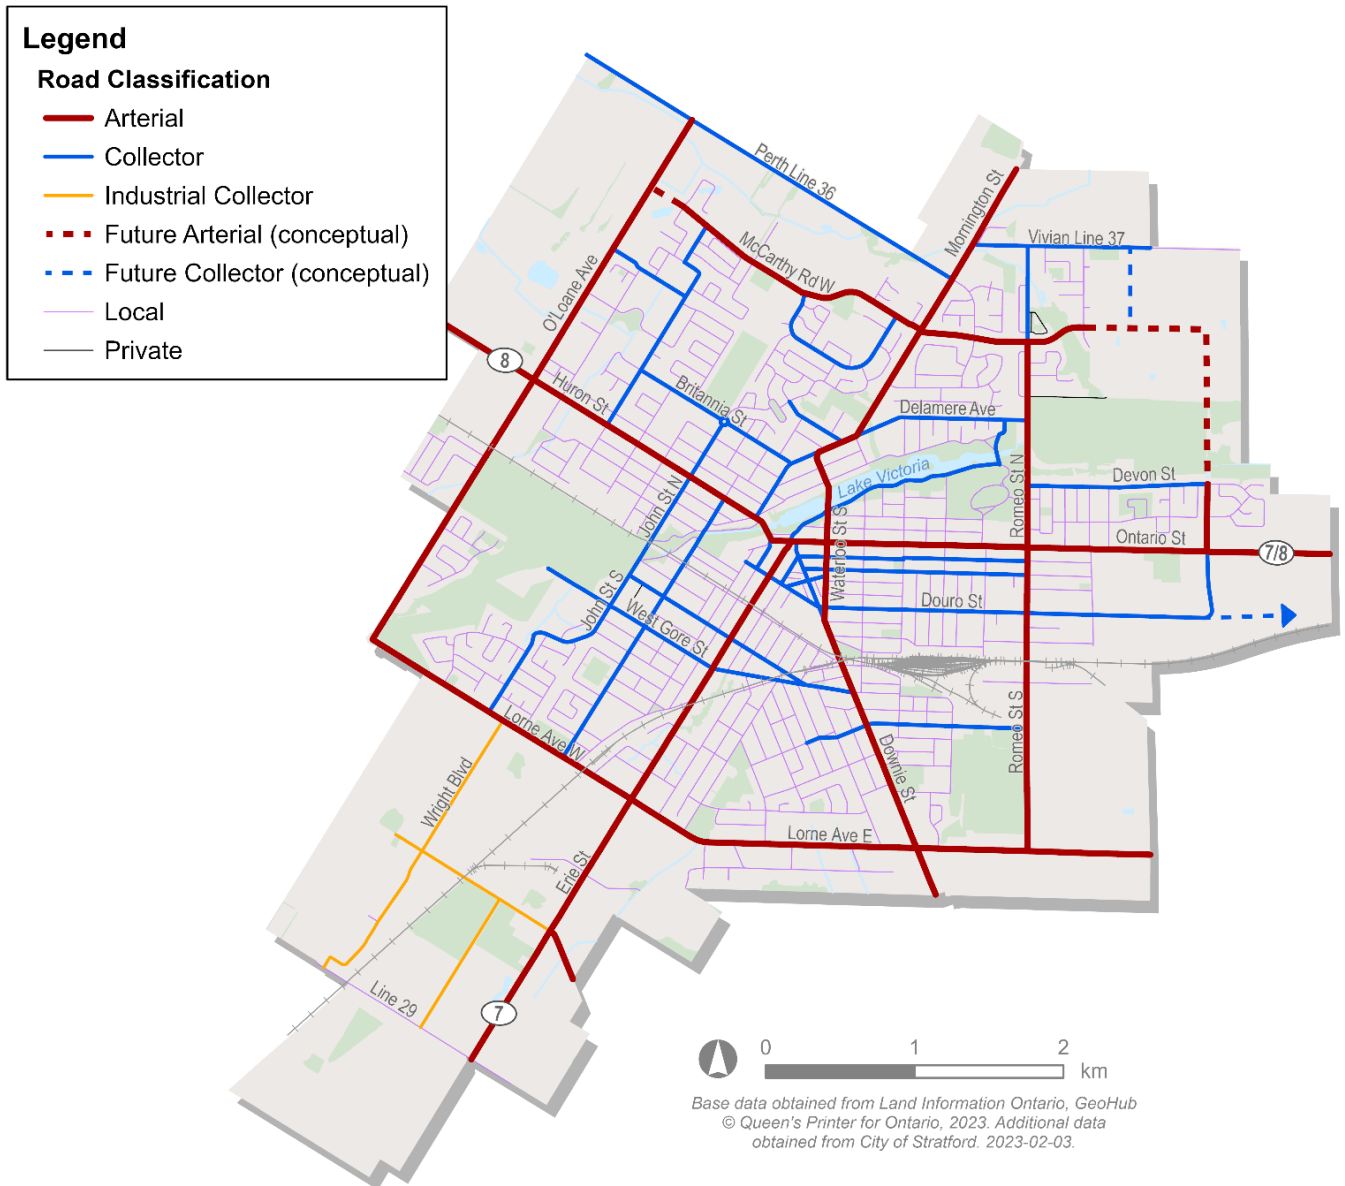 Legend
Road Classification
Arterial
Collector
Industrial Collector
Future Arterial (conceptual)
Future Collector (conceptual)
Local
Private
Perth Line 36
Mornington St
Vivian Line 37
McCarthy Rd W
O'Loane Ave
8
Huron St
Britannia St
Delamere Ave
Lake Victoria
Romeo St N
Devon St
John St N
Waterloo St S
Ontario St
7/8
John St S
West Gore St
Douro St
Lorne Ave W
Romeo St S
Downie St
Wright Blvd
Lorne Ave E
Erie St
Line 29
7
0 1 2
km
Base data obtained from Land Information Ontario, GeoHub
© Queen's Printer for Ontario, 2023. Additional data
obtained from City of Stratford. 2023-02-03.